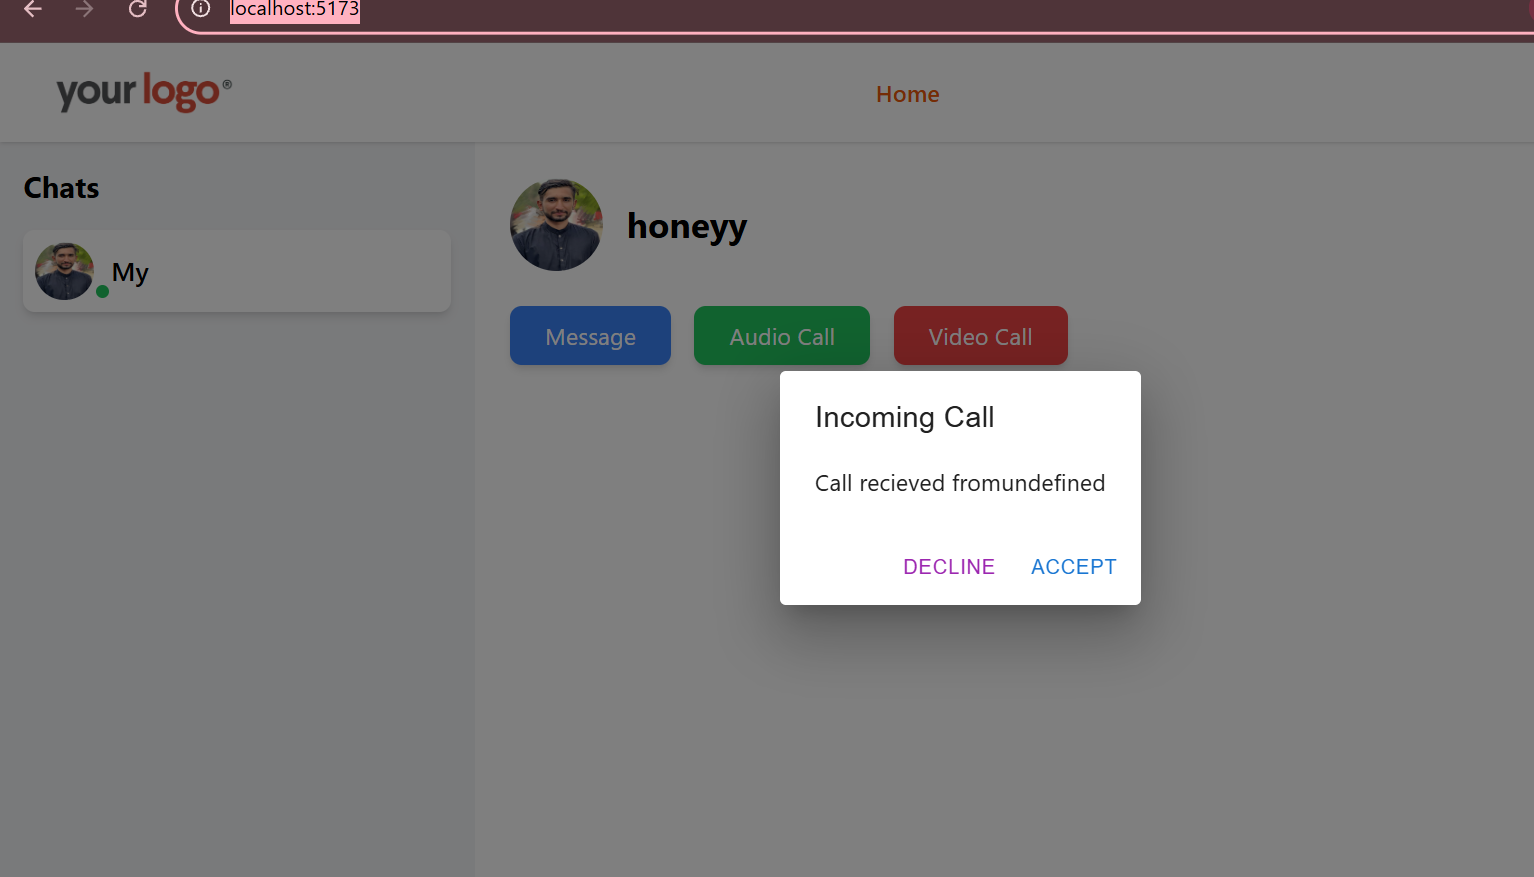 localhost:5173
your logo®
Home
Chats
My
honeyy
Message
Audio Call
Video Call
Incoming Call
Call recieved fromundefined
DECLINE
ACCEPT